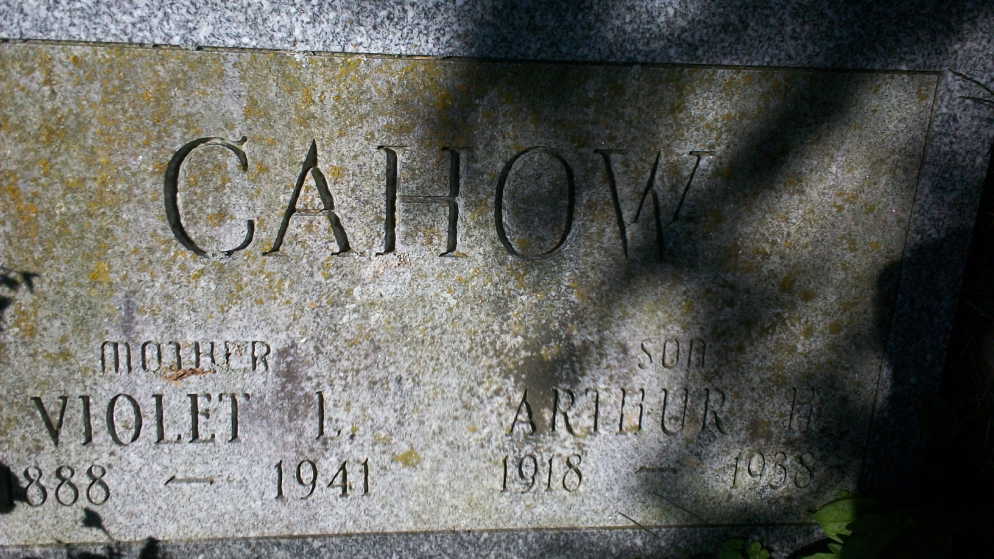 CAHOW
MOTHER SON
VIOLET I. ARTHUR H.
1888 — 1941 1918 — 1938